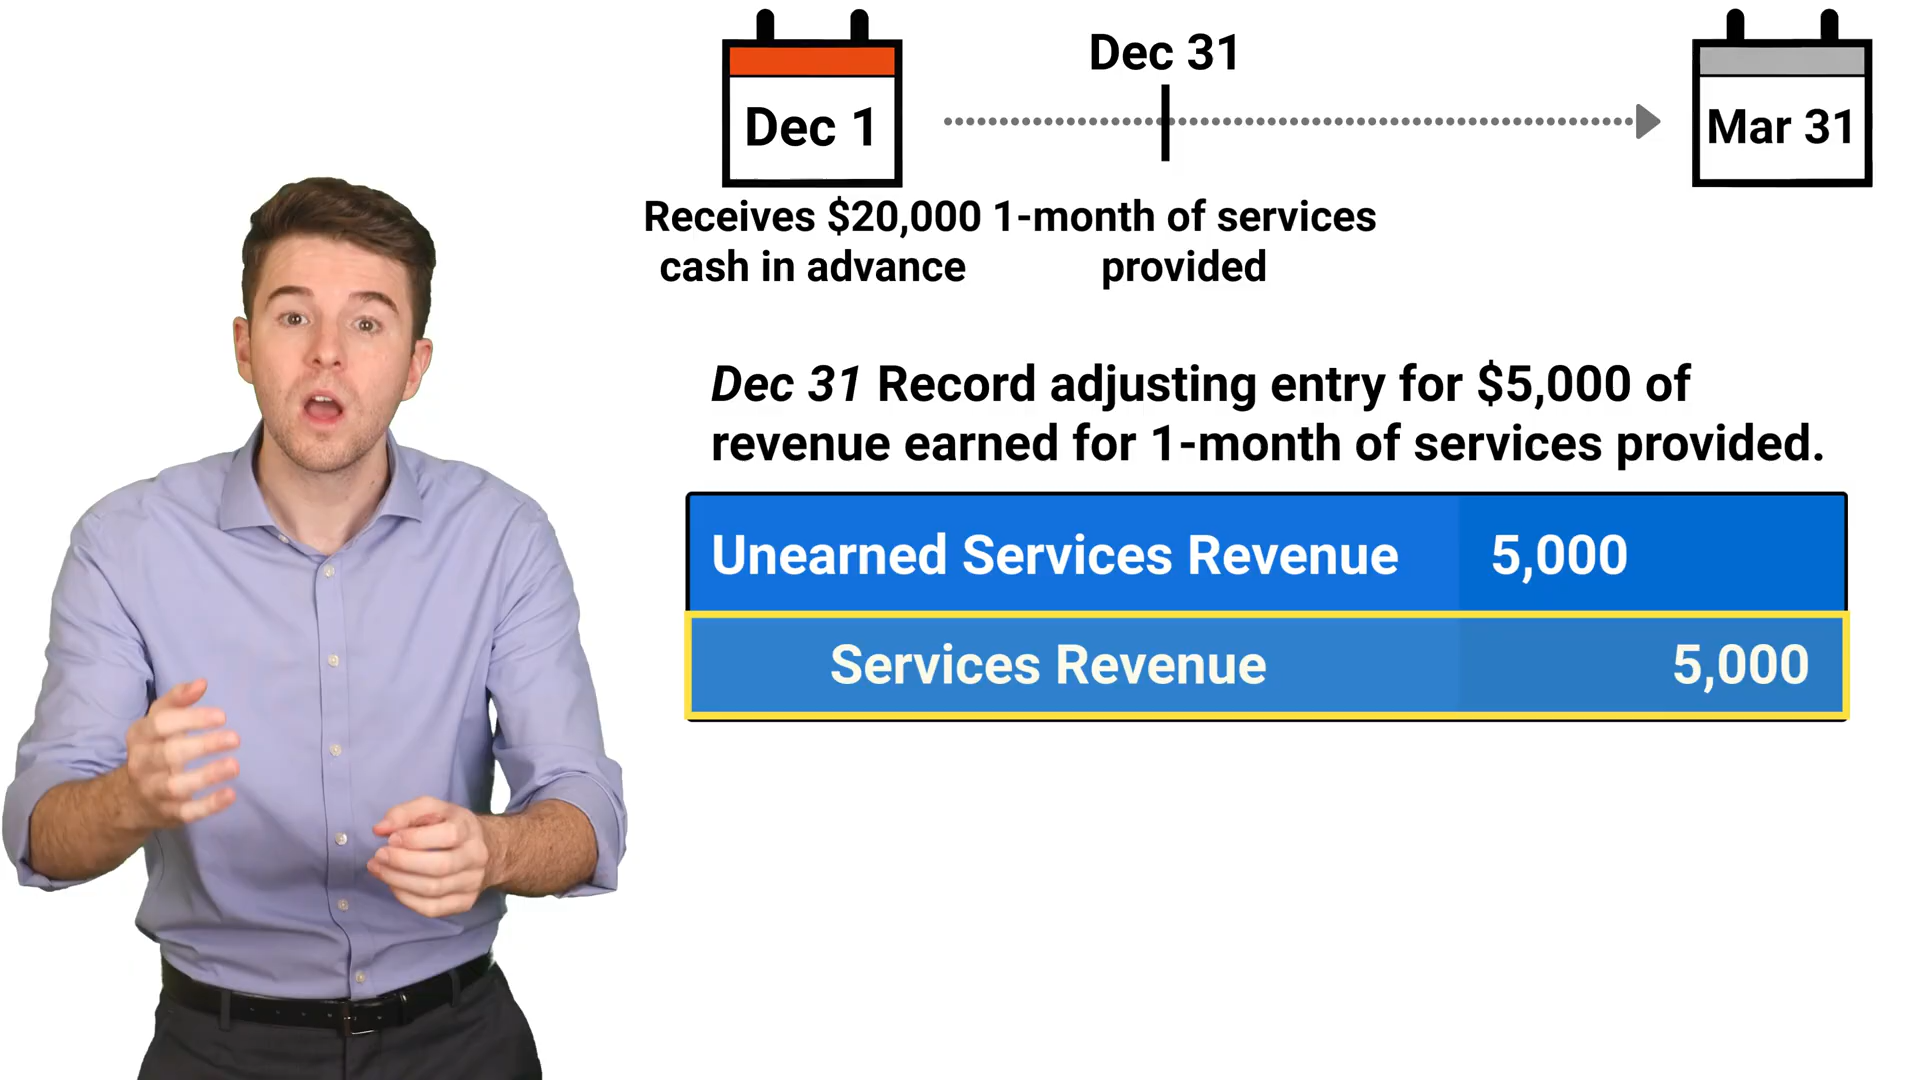 Dec 1
Dec 31
Mar 31
Receives $20,000
cash in advance
1-month of services
provided
Dec 31 Record adjusting entry for $5,000 of
revenue earned for 1-month of services provided.
Unearned Services Revenue 5,000
Services Revenue 5,000